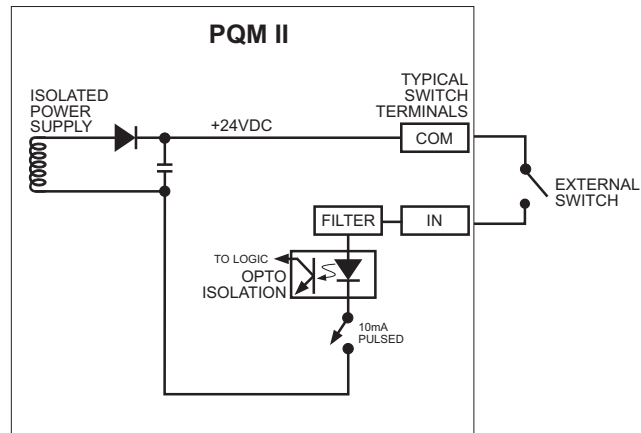 PQM II
ISOLATED
POWER
SUPPLY
+24VDC
TYPICAL
SWITCH
TERMINALS
COM
EXTERNAL
SWITCH
FILTER
IN
TO LOGIC
OPTO
ISOLATION
10mA
PULSED